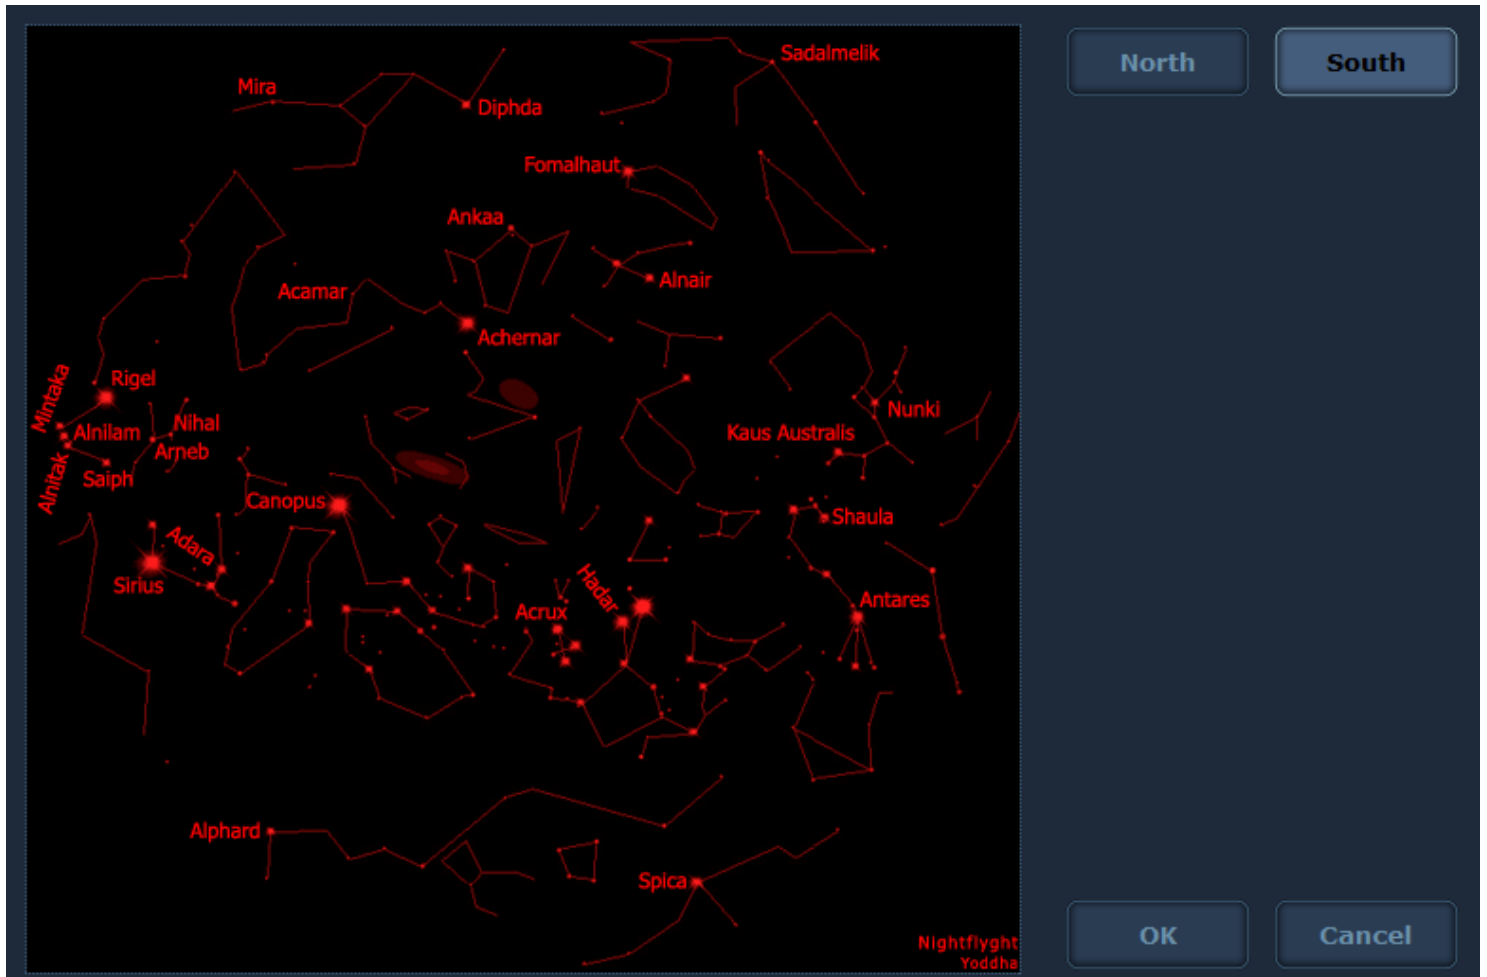 North
South
Sadalmelik
Mira
Diphda
Fomalhaut
Ankaa
Alnair
Acamar
Achernar
Rigel
Mintaka
Nihal
Alnilam
Arneb
Nunki
Kaus Australis
Saiph
Alnitak
Canopus
Shaula
Adara
Sirius
Hadar
Acrux
Antares
Alphard
Spica
Nightflyght
Yoddha
OK
Cancel